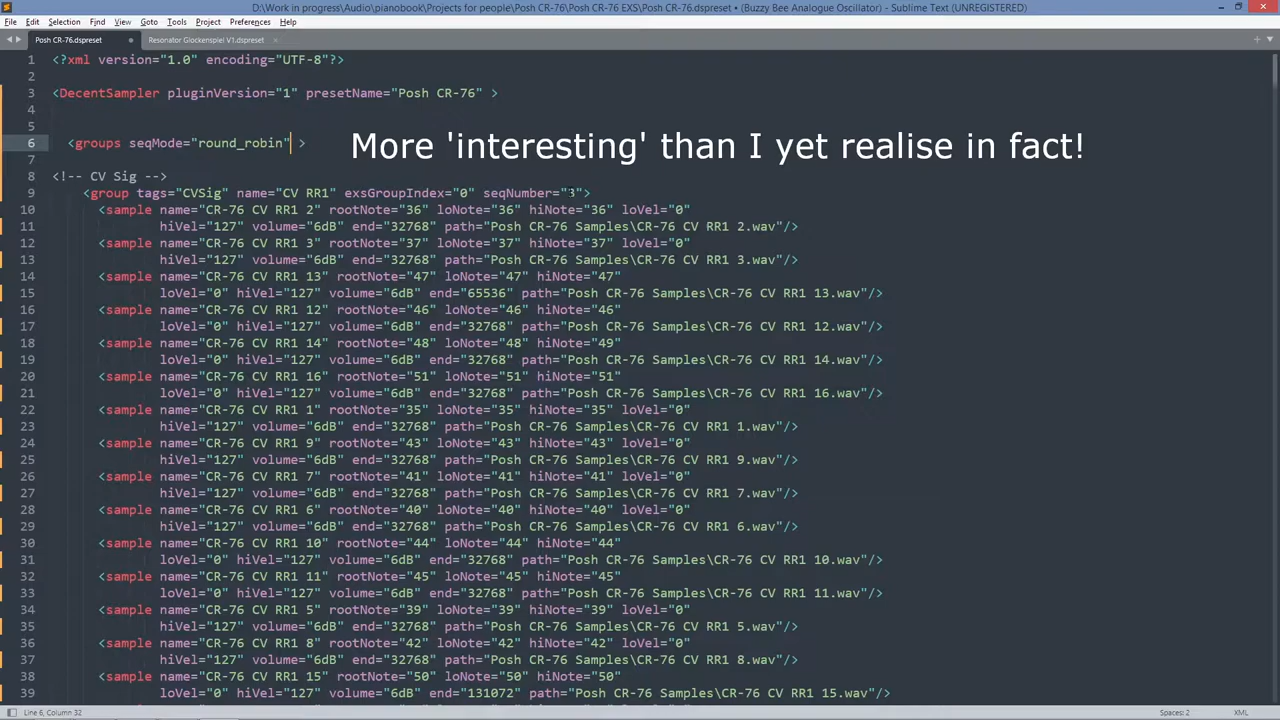 D:\Work in progress\Audio\pianobook\Projects for people\Posh CR-76\Posh CR-76 EXS\Posh CR-76.dspreset • (Buzzy Bee Analogue Oscillator) - Sublime Text (UNREGISTERED)
File Edit Selection Find View Goto Tools Project Preferences Help
Posh CR-76.dspreset Resonator Glockenspiel V1.dspreset
1 <?xml version="1.0" encoding="UTF-8"?>
2
3 <DecentSampler pluginVersion="1" presetName="Posh CR-76" >
4
5
6 <groups seqMode="round_robin" >
More 'interesting' than I yet realise in fact!
7
8 <!-- CV Sig -->
9 <group tags="CVSig" name="CV RR1" exsGroupIndex="0" seqNumber="3">
10 <sample name="CR-76 CV RR1 2" rootNote="36" loNote="36" hiNote="36" loVel="0"
11 hiVel="127" volume="6dB" end="32768" path="Posh CR-76 Samples\CR-76 CV RR1 2.wav"/>
12 <sample name="CR-76 CV RR1 3" rootNote="37" loNote="37" hiNote="37" loVel="0"
13 hiVel="127" volume="6dB" end="32768" path="Posh CR-76 Samples\CR-76 CV RR1 3.wav"/>
14 <sample name="CR-76 CV RR1 13" rootNote="47" loNote="47" hiNote="47"
15 loVel="0" hiVel="127" volume="6dB" end="65536" path="Posh CR-76 Samples\CR-76 CV RR1 13.wav"/>
16 <sample name="CR-76 CV RR1 12" rootNote="46" loNote="46" hiNote="46"
17 loVel="0" hiVel="127" volume="6dB" end="32768" path="Posh CR-76 Samples\CR-76 CV RR1 12.wav"/>
18 <sample name="CR-76 CV RR1 14" rootNote="48" loNote="48" hiNote="49"
19 loVel="0" hiVel="127" volume="6dB" end="32768" path="Posh CR-76 Samples\CR-76 CV RR1 14.wav"/>
20 <sample name="CR-76 CV RR1 16" rootNote="51" loNote="51" hiNote="51"
21 loVel="0" hiVel="127" volume="6dB" end="32768" path="Posh CR-76 Samples\CR-76 CV RR1 16.wav"/>
22 <sample name="CR-76 CV RR1 1" rootNote="35" loNote="35" hiNote="35" loVel="0"
23 hiVel="127" volume="6dB" end="32768" path="Posh CR-76 Samples\CR-76 CV RR1 1.wav"/>
24 <sample name="CR-76 CV RR1 9" rootNote="43" loNote="43" hiNote="43" loVel="0"
25 hiVel="127" volume="6dB" end="32768" path="Posh CR-76 Samples\CR-76 CV RR1 9.wav"/>
26 <sample name="CR-76 CV RR1 7" rootNote="41" loNote="41" hiNote="41" loVel="0"
27 hiVel="127" volume="6dB" end="32768" path="Posh CR-76 Samples\CR-76 CV RR1 7.wav"/>
28 <sample name="CR-76 CV RR1 6" rootNote="40" loNote="40" hiNote="40" loVel="0"
29 hiVel="127" volume="6dB" end="32768" path="Posh CR-76 Samples\CR-76 CV RR1 6.wav"/>
30 <sample name="CR-76 CV RR1 10" rootNote="44" loNote="44" hiNote="44"
31 loVel="0" hiVel="127" volume="6dB" end="32768" path="Posh CR-76 Samples\CR-76 CV RR1 10.wav"/>
32 <sample name="CR-76 CV RR1 11" rootNote="45" loNote="45" hiNote="45"
33 loVel="0" hiVel="127" volume="6dB" end="32768" path="Posh CR-76 Samples\CR-76 CV RR1 11.wav"/>
34 <sample name="CR-76 CV RR1 5" rootNote="39" loNote="39" hiNote="39" loVel="0"
35 hiVel="127" volume="6dB" end="32768" path="Posh CR-76 Samples\CR-76 CV RR1 5.wav"/>
36 <sample name="CR-76 CV RR1 8" rootNote="42" loNote="42" hiNote="42" loVel="0"
37 hiVel="127" volume="6dB" end="32768" path="Posh CR-76 Samples\CR-76 CV RR1 8.wav"/>
38 <sample name="CR-76 CV RR1 15" rootNote="50" loNote="50" hiNote="50"
39 loVel="0" hiVel="127" volume="6dB" end="131072" path="Posh CR-76 Samples\CR-76 CV RR1 15.wav"/>
Line 6, Column 32 Spaces: 2 XML